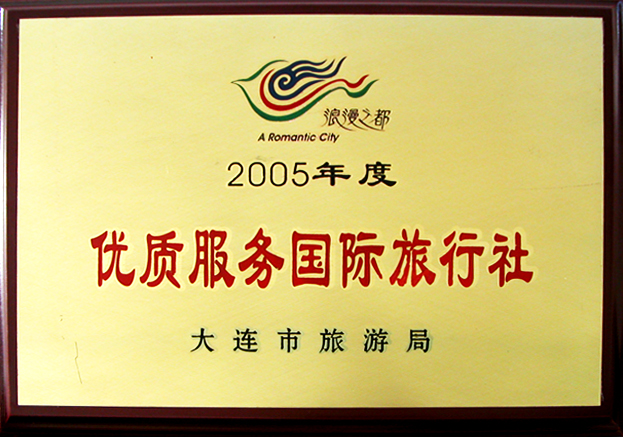 浪漫之都
A Romantic City
2005年度
优质服务国际旅行社
大连市旅游局